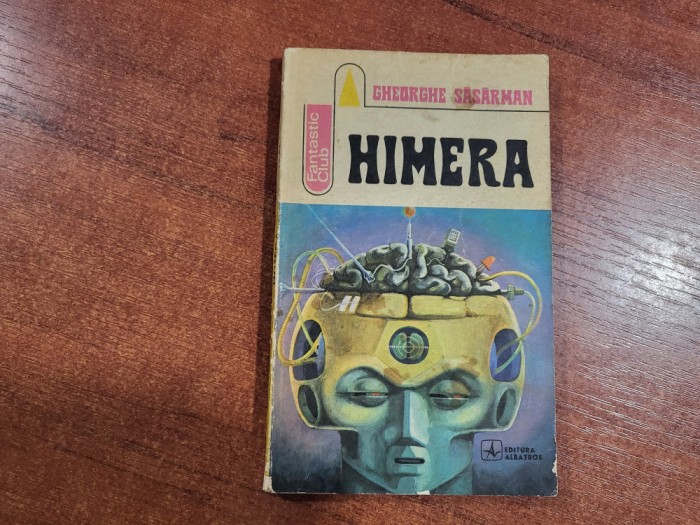 GHEORGHE SĂSĂRMAN
Fantastic
Club
HIMERA
EDITURA
ALBATROS